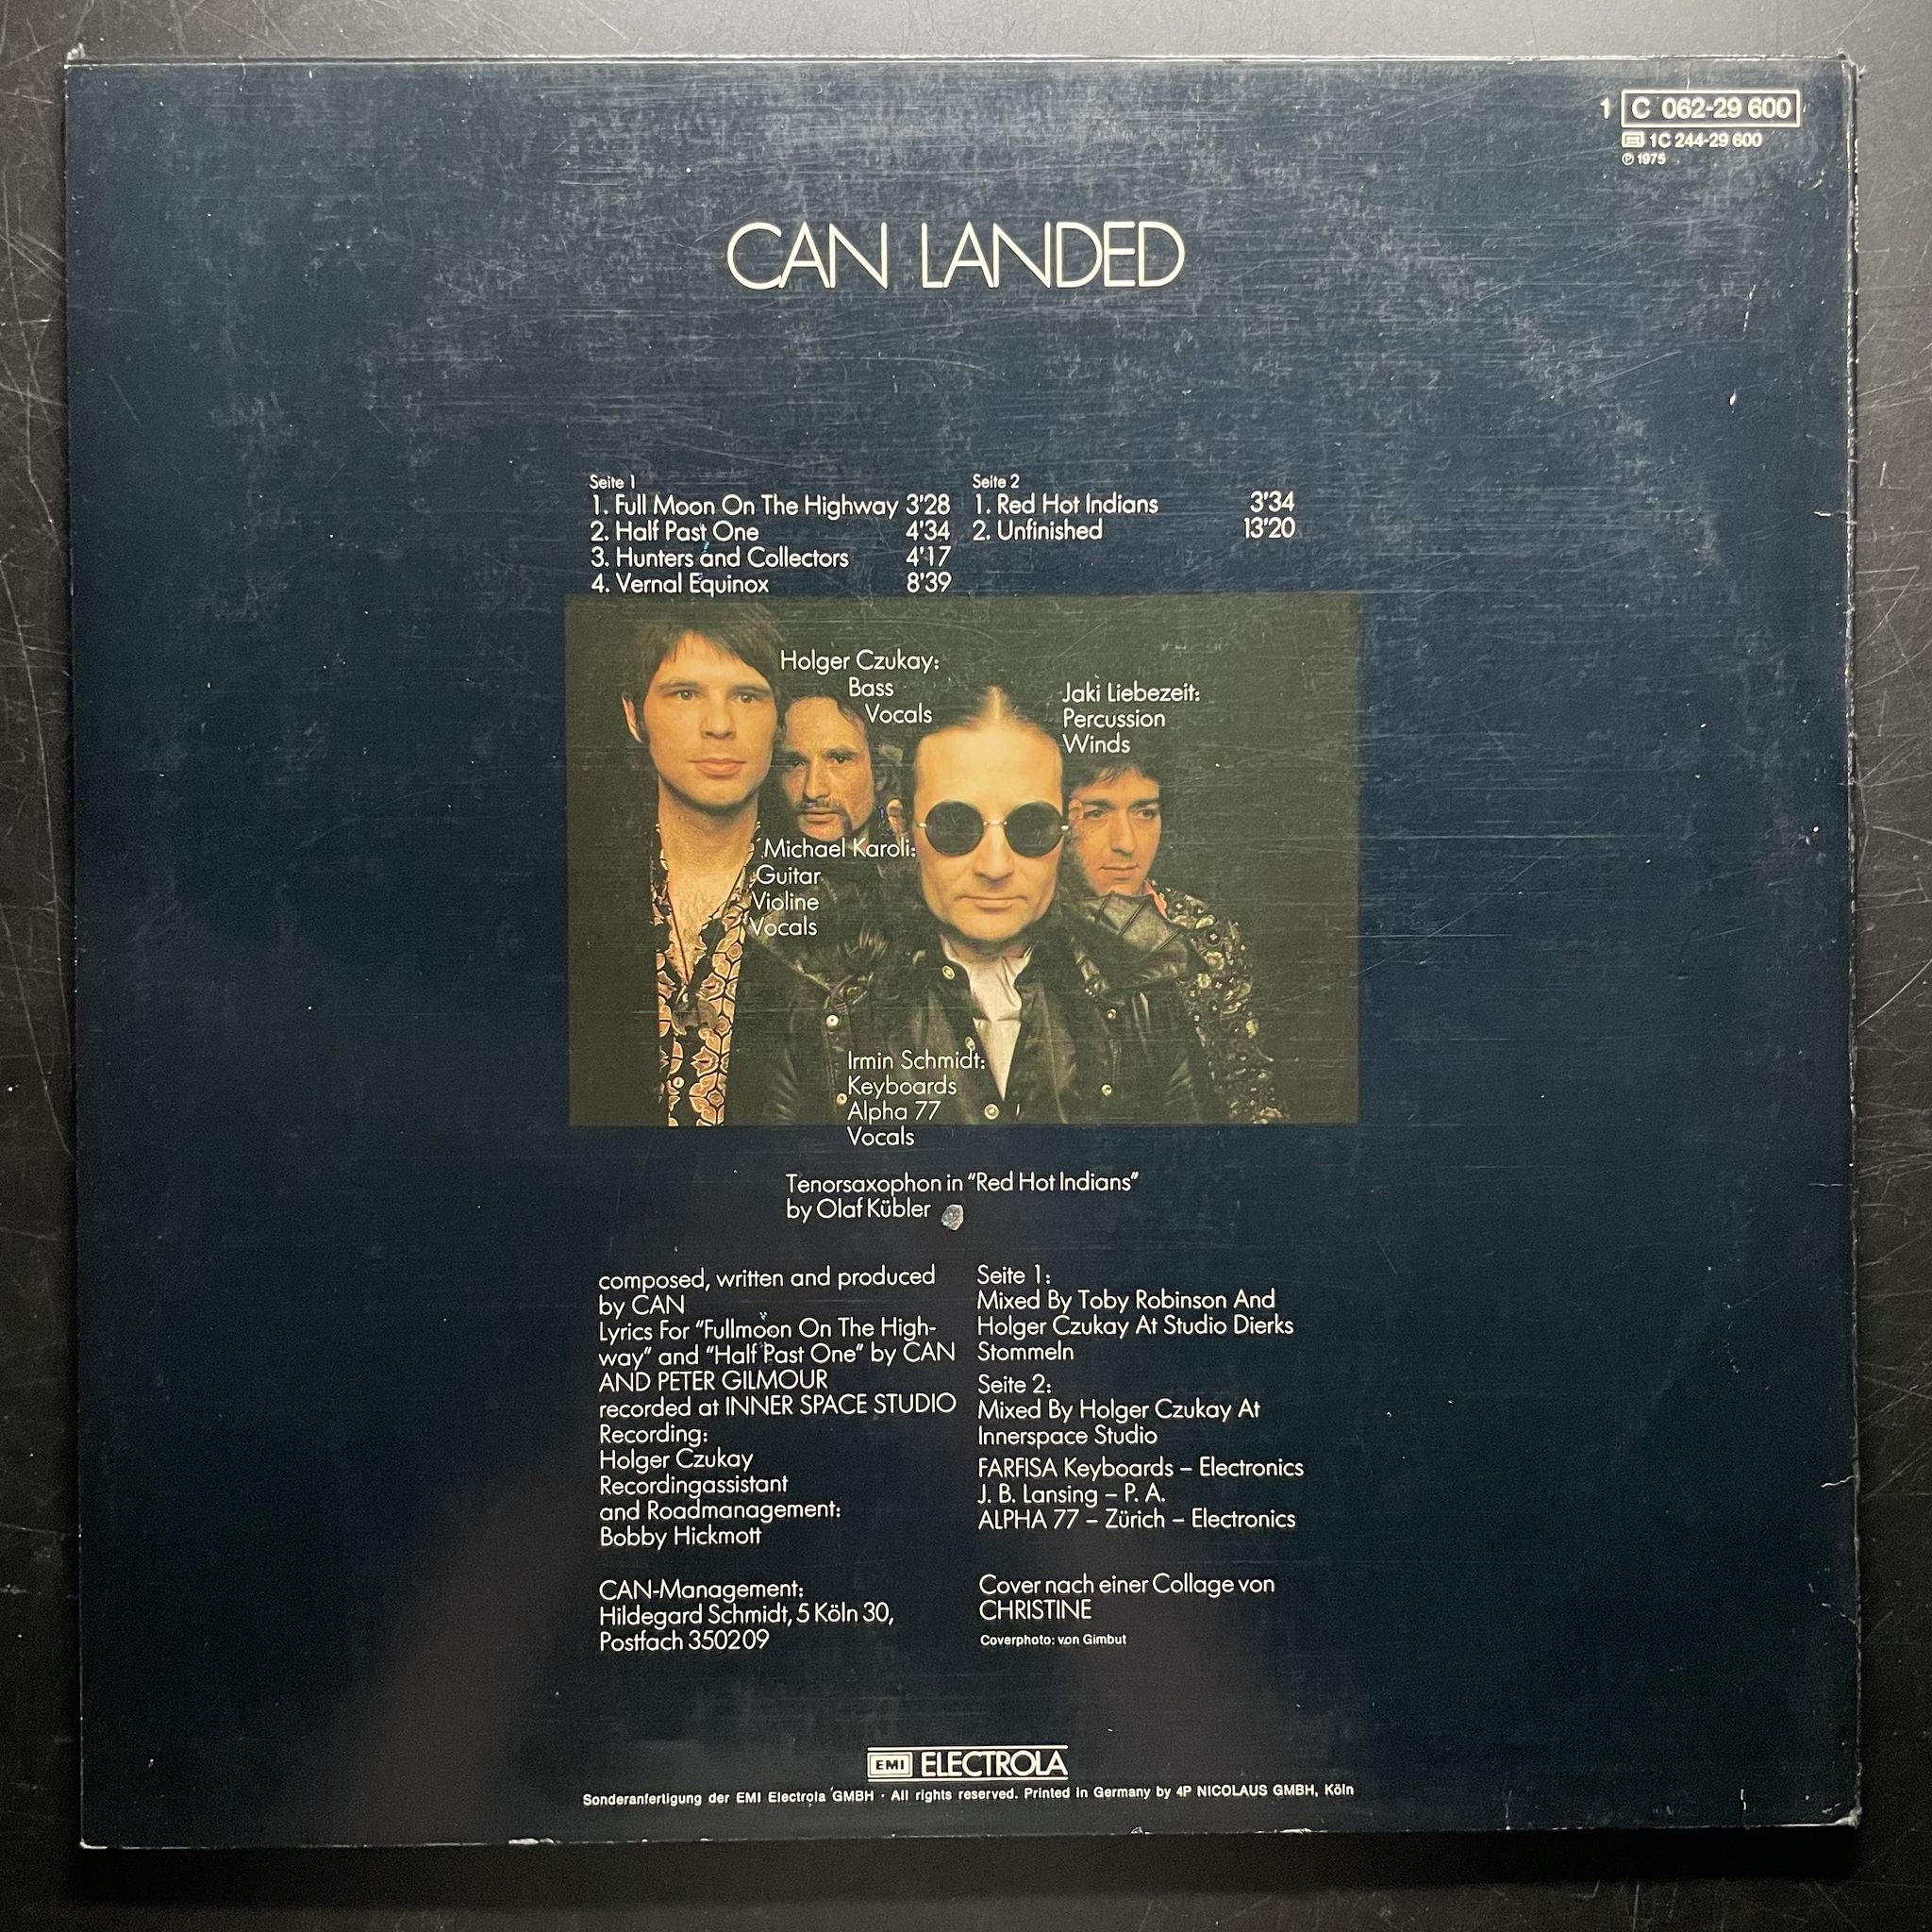 1 C 062-29 600
1C 244-29 600
℗ 1975
CAN LANDED
Seite 1
1. Full Moon On The Highway 3'28
2. Half Past One 4'34
3. Hunters and Collectors 4'17
4. Vernal Equinox 8'39
Seite 2
1. Red Hot Indians 3'34
2. Unfinished 13'20
Holger Czukay:
Bass
Vocals
Jaki Liebezeit:
Percussion
Winds
Michael Karoli:
Guitar
Violine
Vocals
Irmin Schmidt:
Keyboards
Alpha 77
Vocals
Tenorsaxophon in “Red Hot Indians”
by Olaf Kübler
composed, written and produced
by CAN
Lyrics For “Fullmoon On The High-
way” and “Half Past One” by CAN
AND PETER GILMOUR
recorded at INNER SPACE STUDIO
Recording:
Holger Czukay
Recordingassistant
and Roadmanagement:
Bobby Hickmott
CAN-Management:
Hildegard Schmidt, 5 Köln 30,
Postfach 350209
Seite 1:
Mixed By Toby Robinson And
Holger Czukay At Studio Dierks
Stommeln
Seite 2:
Mixed By Holger Czukay At
Innerspace Studio
FARFISA Keyboards – Electronics
J. B. Lansing – P. A.
ALPHA 77 – Zürich – Electronics
Cover nach einer Collage von
CHRISTINE
Coverphoto: von Gimbut
EMI ELECTROLA
Sonderanfertigung der EMI Electrola GMBH · All rights reserved. Printed in Germany by 4P NICOLAUS GMBH, Köln